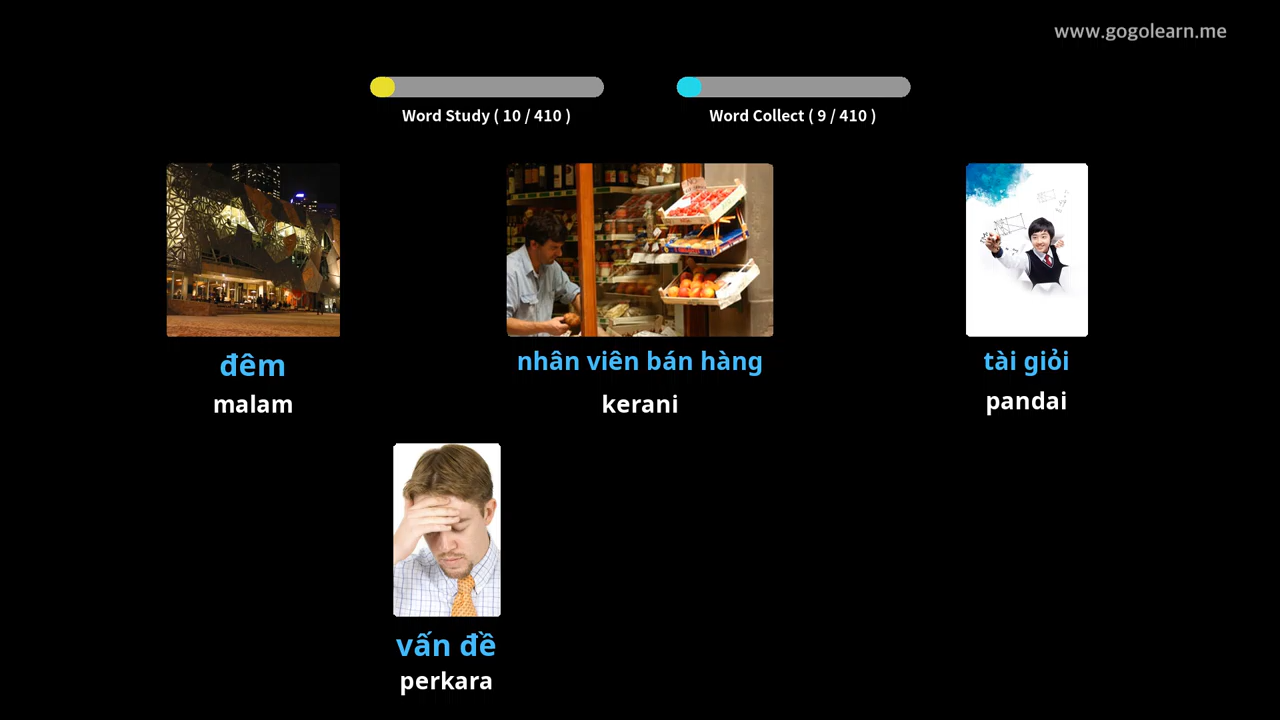 www.gogolearn.me
Word Study ( 10 / 410 )
Word Collect ( 9 / 410 )
đêm
malam
nhân viên bán hàng
kerani
tài giỏi
pandai
vấn đề
perkara